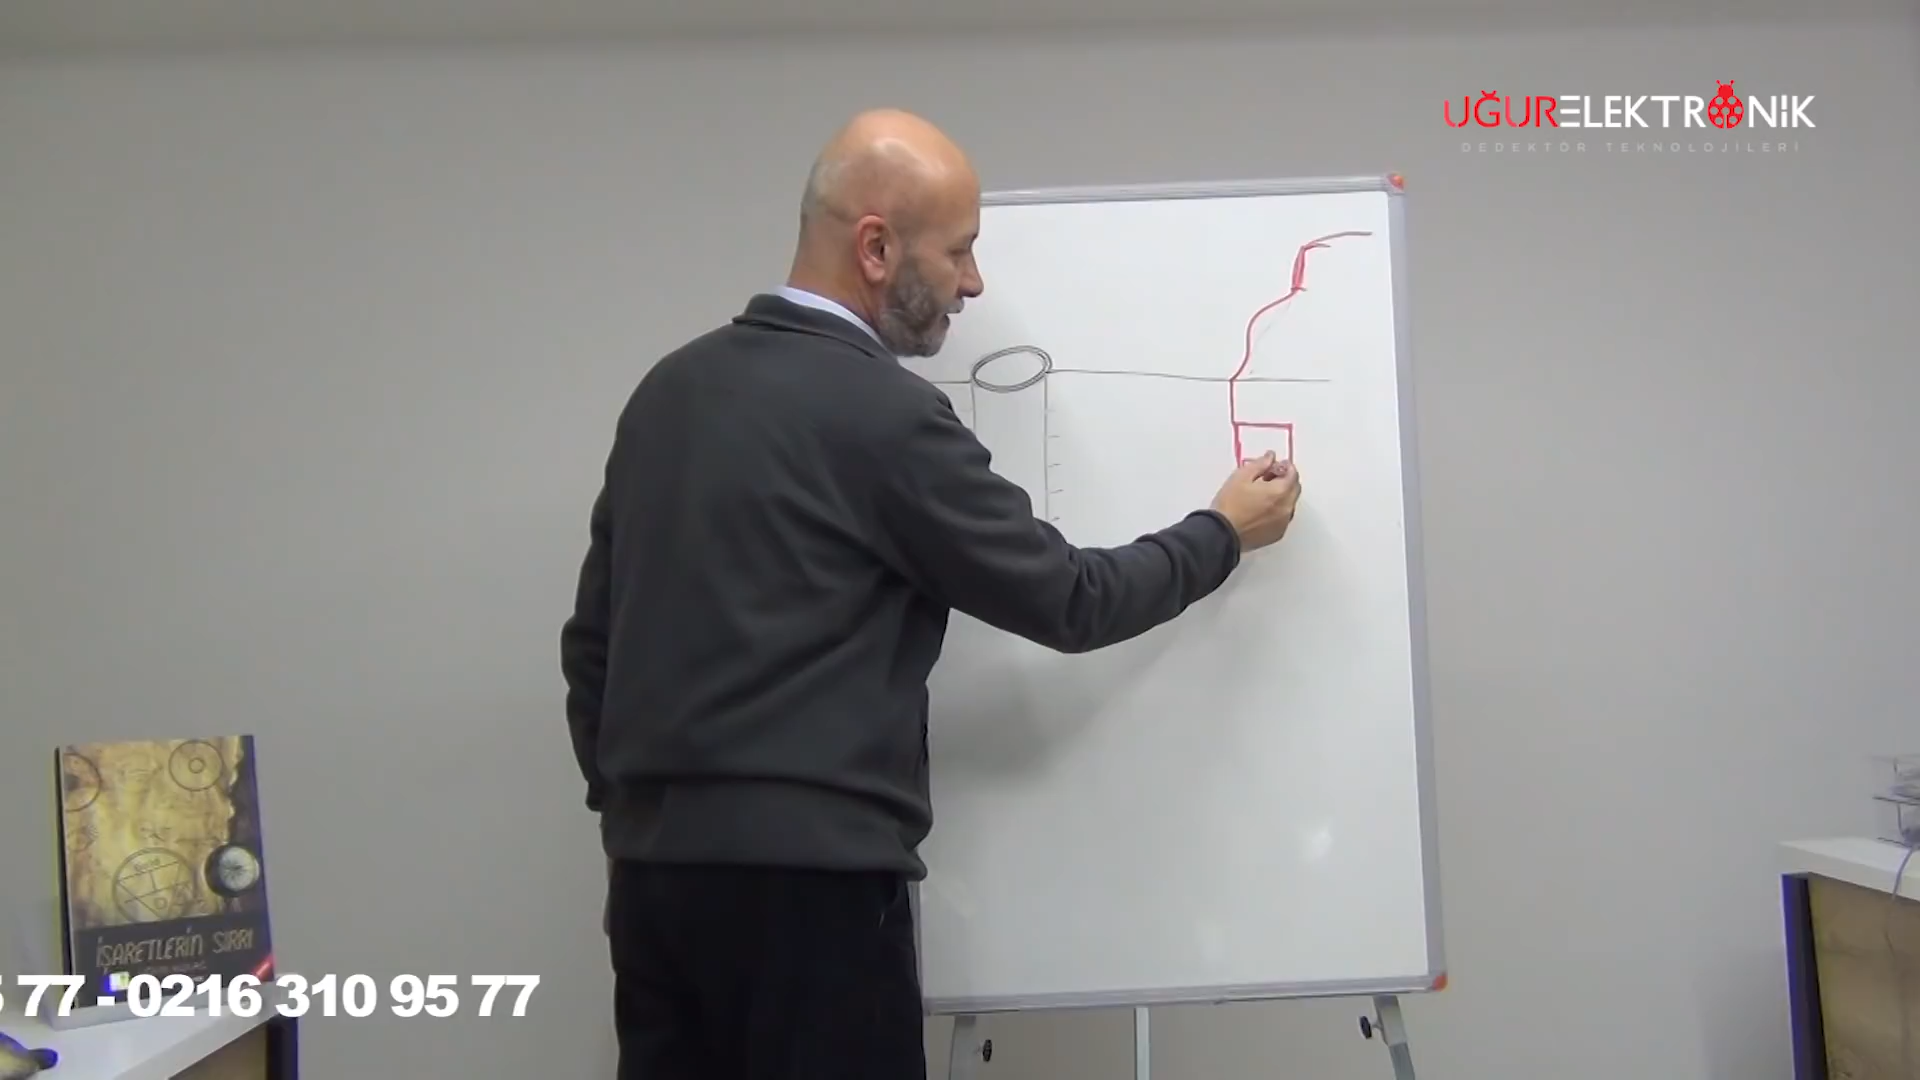 UĞURELEKTRONİK
DEDEKTÖR TEKNOLOJİLERİ
İŞARETLERİN SIRRI
77 - 0216 310 95 77